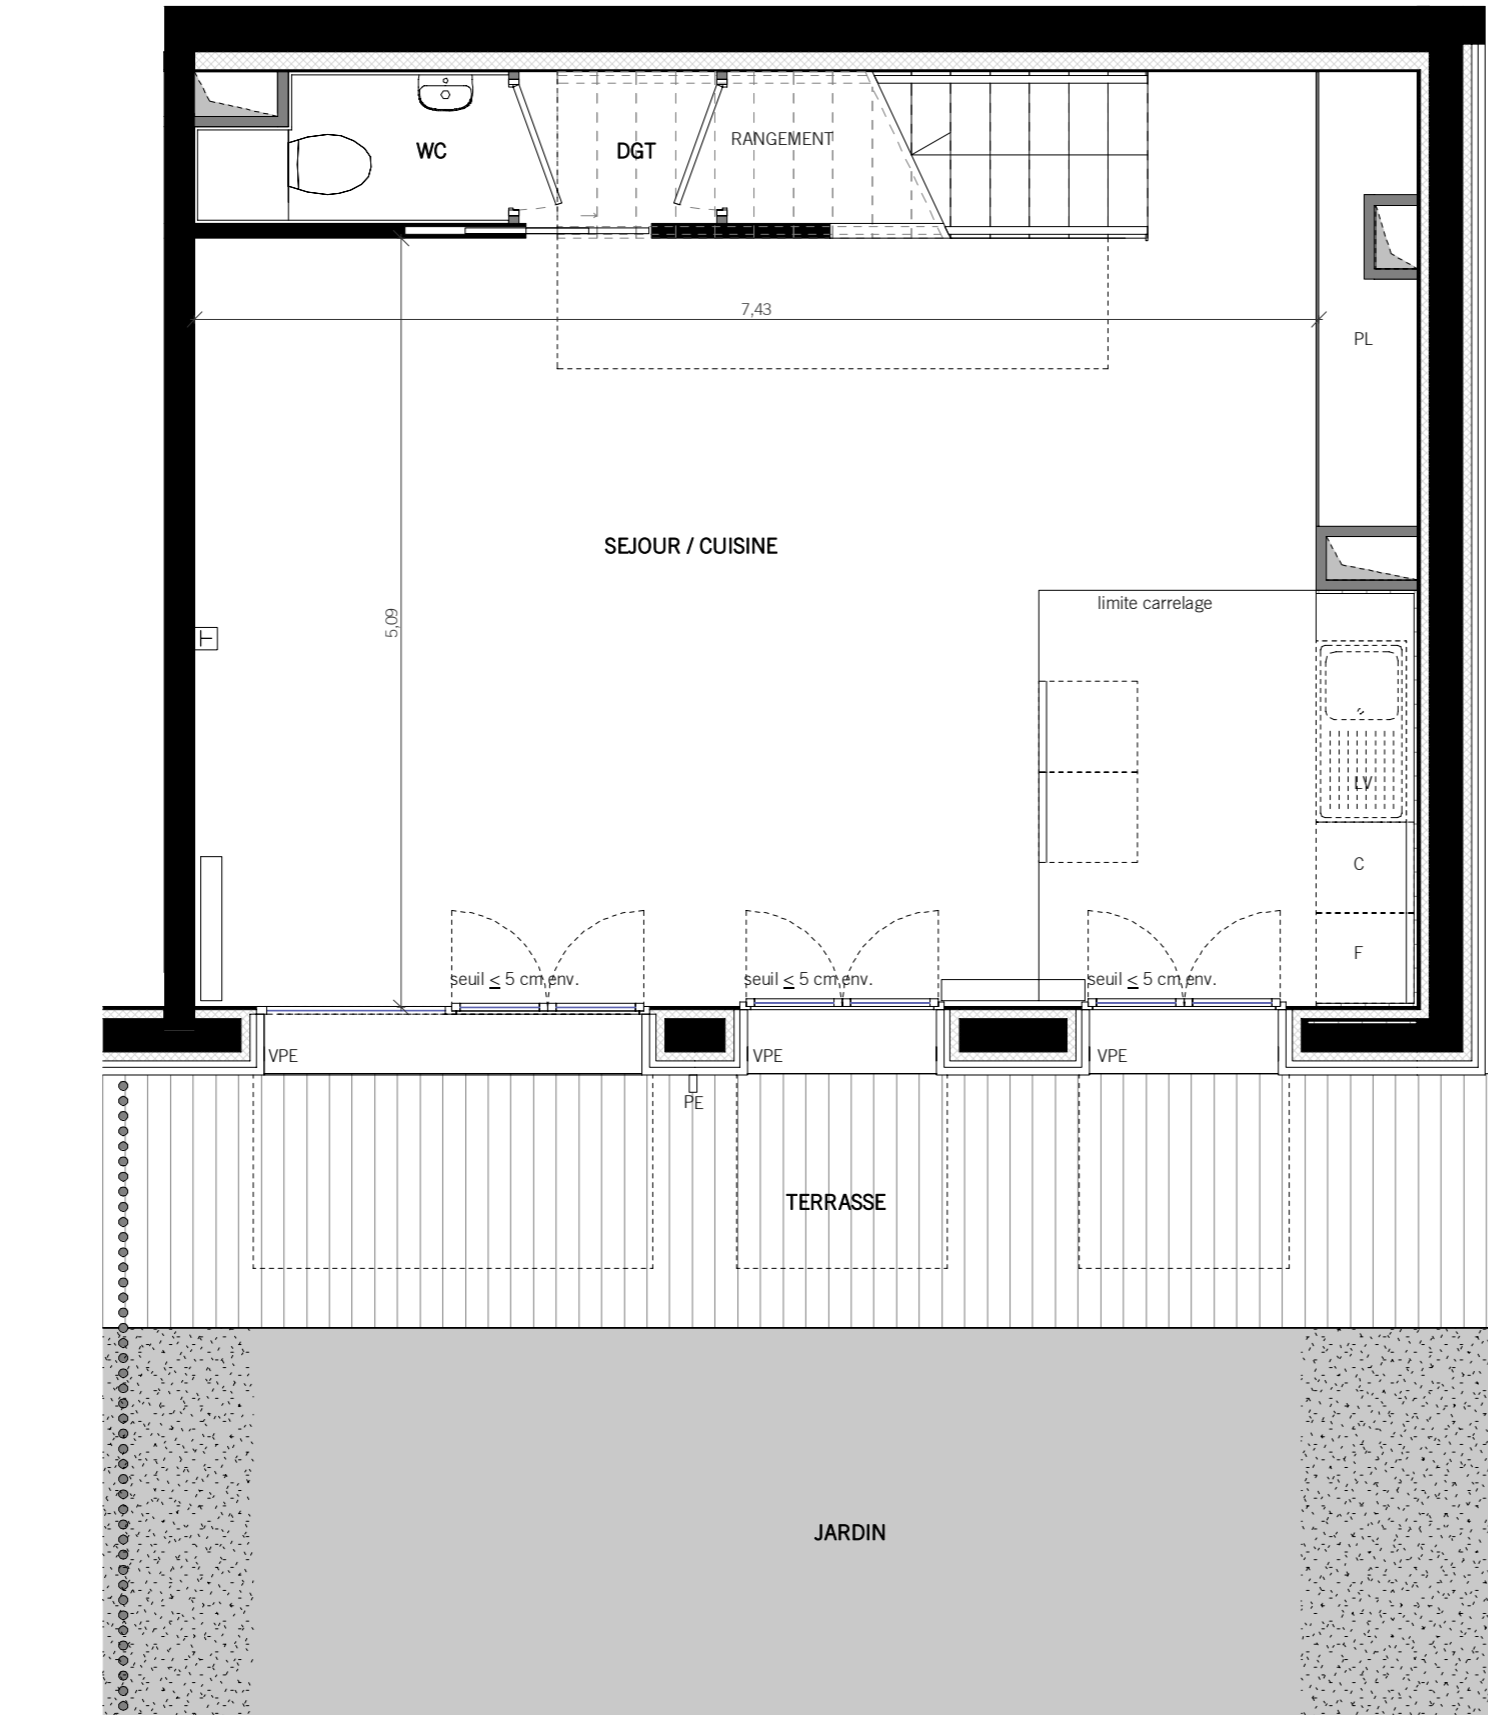 WC
DGT
RANGEMENT
7,43
PL
SEJOUR / CUISINE
limite carrelage
5,09
T
LV
C
F
seuil ≤ 5 cm env.
seuil ≤ 5 cm env.
seuil ≤ 5 cm env.
VPE
VPE
VPE
PE
TERRASSE
JARDIN